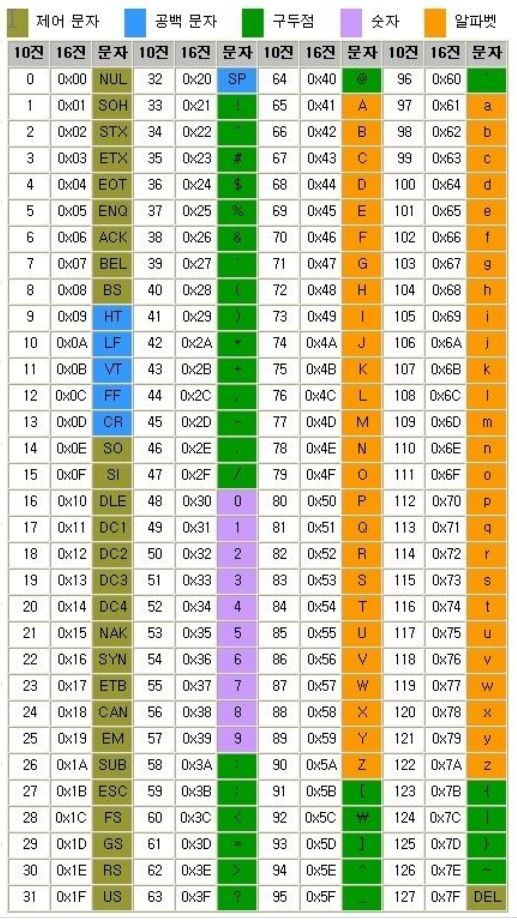 제어 문자 공백 문자 구두점 숫자 알파벳
10진 16진 문자 10진 16진 문자 10진 16진 문자 10진 16진 문자
0 0x00 NUL 32 0x20 SP 64 0x40 @ 96 0x60 `
1 0x01 SOH 33 0x21 ! 65 0x41 A 97 0x61 a
2 0x02 STX 34 0x22 " 66 0x42 B 98 0x62 b
3 0x03 ETX 35 0x23 # 67 0x43 C 99 0x63 c
4 0x04 EOT 36 0x24 $ 68 0x44 D 100 0x64 d
5 0x05 ENQ 37 0x25 % 69 0x45 E 101 0x65 e
6 0x06 ACK 38 0x26 & 70 0x46 F 102 0x66 f
7 0x07 BEL 39 0x27 ' 71 0x47 G 103 0x67 g
8 0x08 BS 40 0x28 ( 72 0x48 H 104 0x68 h
9 0x09 HT 41 0x29 ) 73 0x49 I 105 0x69 i
10 0x0A LF 42 0x2A * 74 0x4A J 106 0x6A j
11 0x0B VT 43 0x2B + 75 0x4B K 107 0x6B k
12 0x0C FF 44 0x2C , 76 0x4C L 108 0x6C l
13 0x0D CR 45 0x2D - 77 0x4D M 109 0x6D m
14 0x0E SO 46 0x2E . 78 0x4E N 110 0x6E n
15 0x0F SI 47 0x2F / 79 0x4F O 111 0x6F o
16 0x10 DLE 48 0x30 0 80 0x50 P 112 0x70 p
17 0x11 DC1 49 0x31 1 81 0x51 Q 113 0x71 q
18 0x12 DC2 50 0x32 2 82 0x52 R 114 0x72 r
19 0x13 DC3 51 0x33 3 83 0x53 S 115 0x73 s
20 0x14 DC4 52 0x34 4 84 0x54 T 116 0x74 t
21 0x15 NAK 53 0x35 5 85 0x55 U 117 0x75 u
22 0x16 SYN 54 0x36 6 86 0x56 V 118 0x76 v
23 0x17 ETB 55 0x37 7 87 0x57 W 119 0x77 w
24 0x18 CAN 56 0x38 8 88 0x58 X 120 0x78 x
25 0x19 EM 57 0x39 9 89 0x59 Y 121 0x79 y
26 0x1A SUB 58 0x3A : 90 0x5A Z 122 0x7A z
27 0x1B ESC 59 0x3B ; 91 0x5B [ 123 0x7B {
28 0x1C FS 60 0x3C < 92 0x5C ₩ 124 0x7C |
29 0x1D GS 61 0x3D = 93 0x5D ] 125 0x7D }
30 0x1E RS 62 0x3E > 94 0x5E ^ 126 0x7E ~
31 0x1F US 63 0x3F ? 95 0x5F _ 127 0x7F DEL